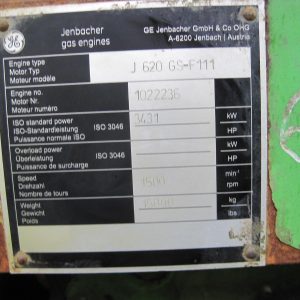 GE
Jenbacher
gas engines
GE Jenbacher GmbH & Co OHG
A-6200 Jenbach | Austria
Engine type
Motor Typ
Moteur modèle
J 620 GS-F111
Engine no.
Motor Nr.
Moteur numéro
1022236
ISO standard power
ISO-Standardleistung
Puissance normale ISO
ISO 3046
3431
kW
HP
Overload power
Überleistung
Puissance de surcharge
ISO 3046
kW
HP
Speed
Drehzahl
Nombre de tours
1500
min⁻¹
rpm
Weight
Gewicht
Poids
kg
lbs